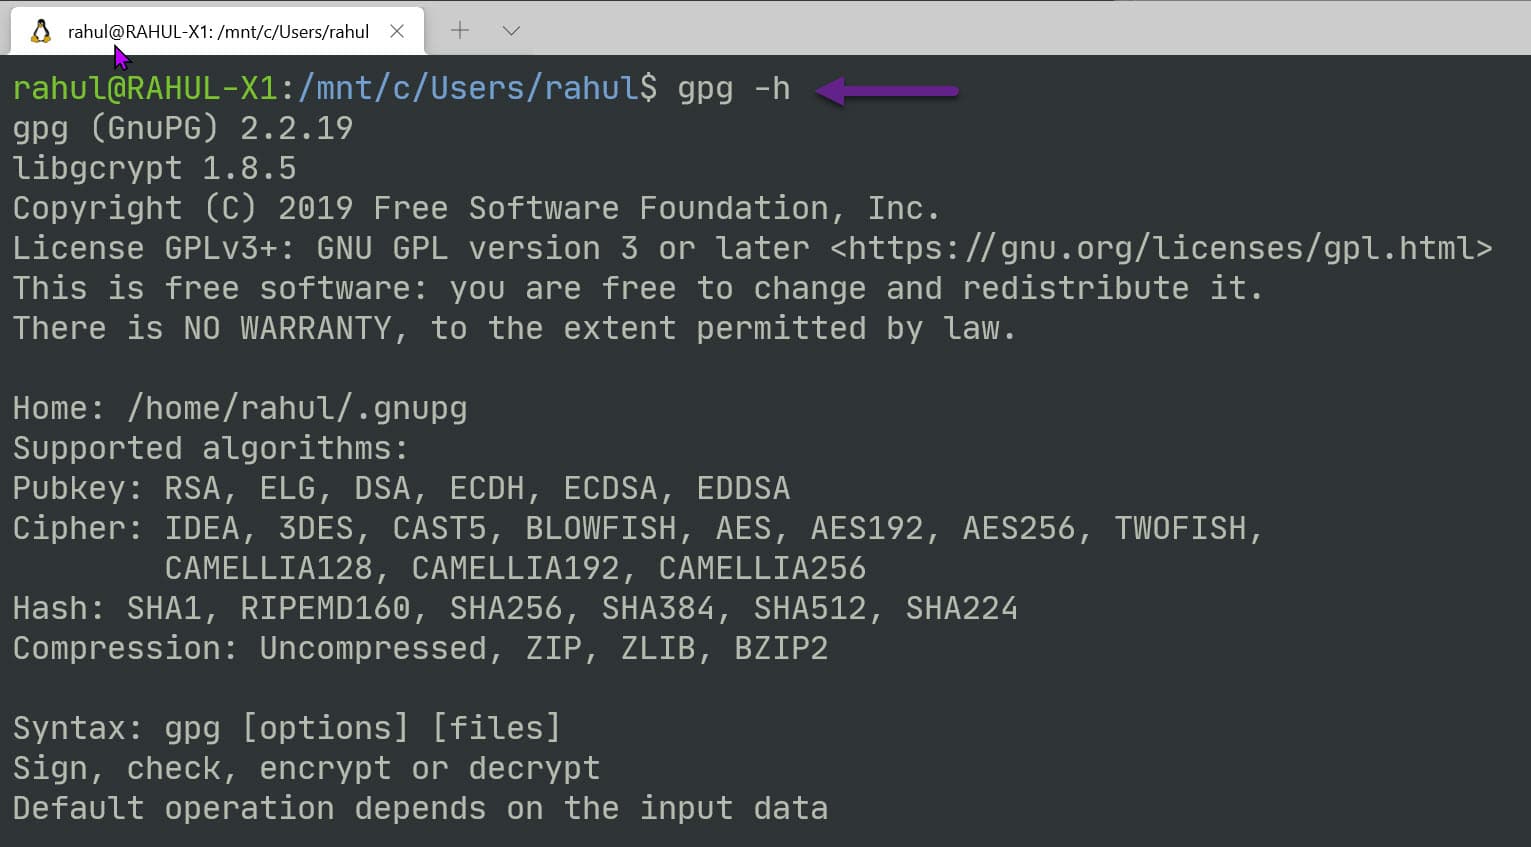 rahul@RAHUL-X1: /mnt/c/Users/rahul
rahul@RAHUL-X1:/mnt/c/Users/rahul$ gpg -h
gpg (GnuPG) 2.2.19
libgcrypt 1.8.5
Copyright (C) 2019 Free Software Foundation, Inc.
License GPLv3+: GNU GPL version 3 or later <https://gnu.org/licenses/gpl.html>
This is free software: you are free to change and redistribute it.
There is NO WARRANTY, to the extent permitted by law.
Home: /home/rahul/.gnupg
Supported algorithms:
Pubkey: RSA, ELG, DSA, ECDH, ECDSA, EDDSA
Cipher: IDEA, 3DES, CAST5, BLOWFISH, AES, AES192, AES256, TWOFISH,
CAMELLIA128, CAMELLIA192, CAMELLIA256
Hash: SHA1, RIPEMD160, SHA256, SHA384, SHA512, SHA224
Compression: Uncompressed, ZIP, ZLIB, BZIP2
Syntax: gpg [options] [files]
Sign, check, encrypt or decrypt
Default operation depends on the input data